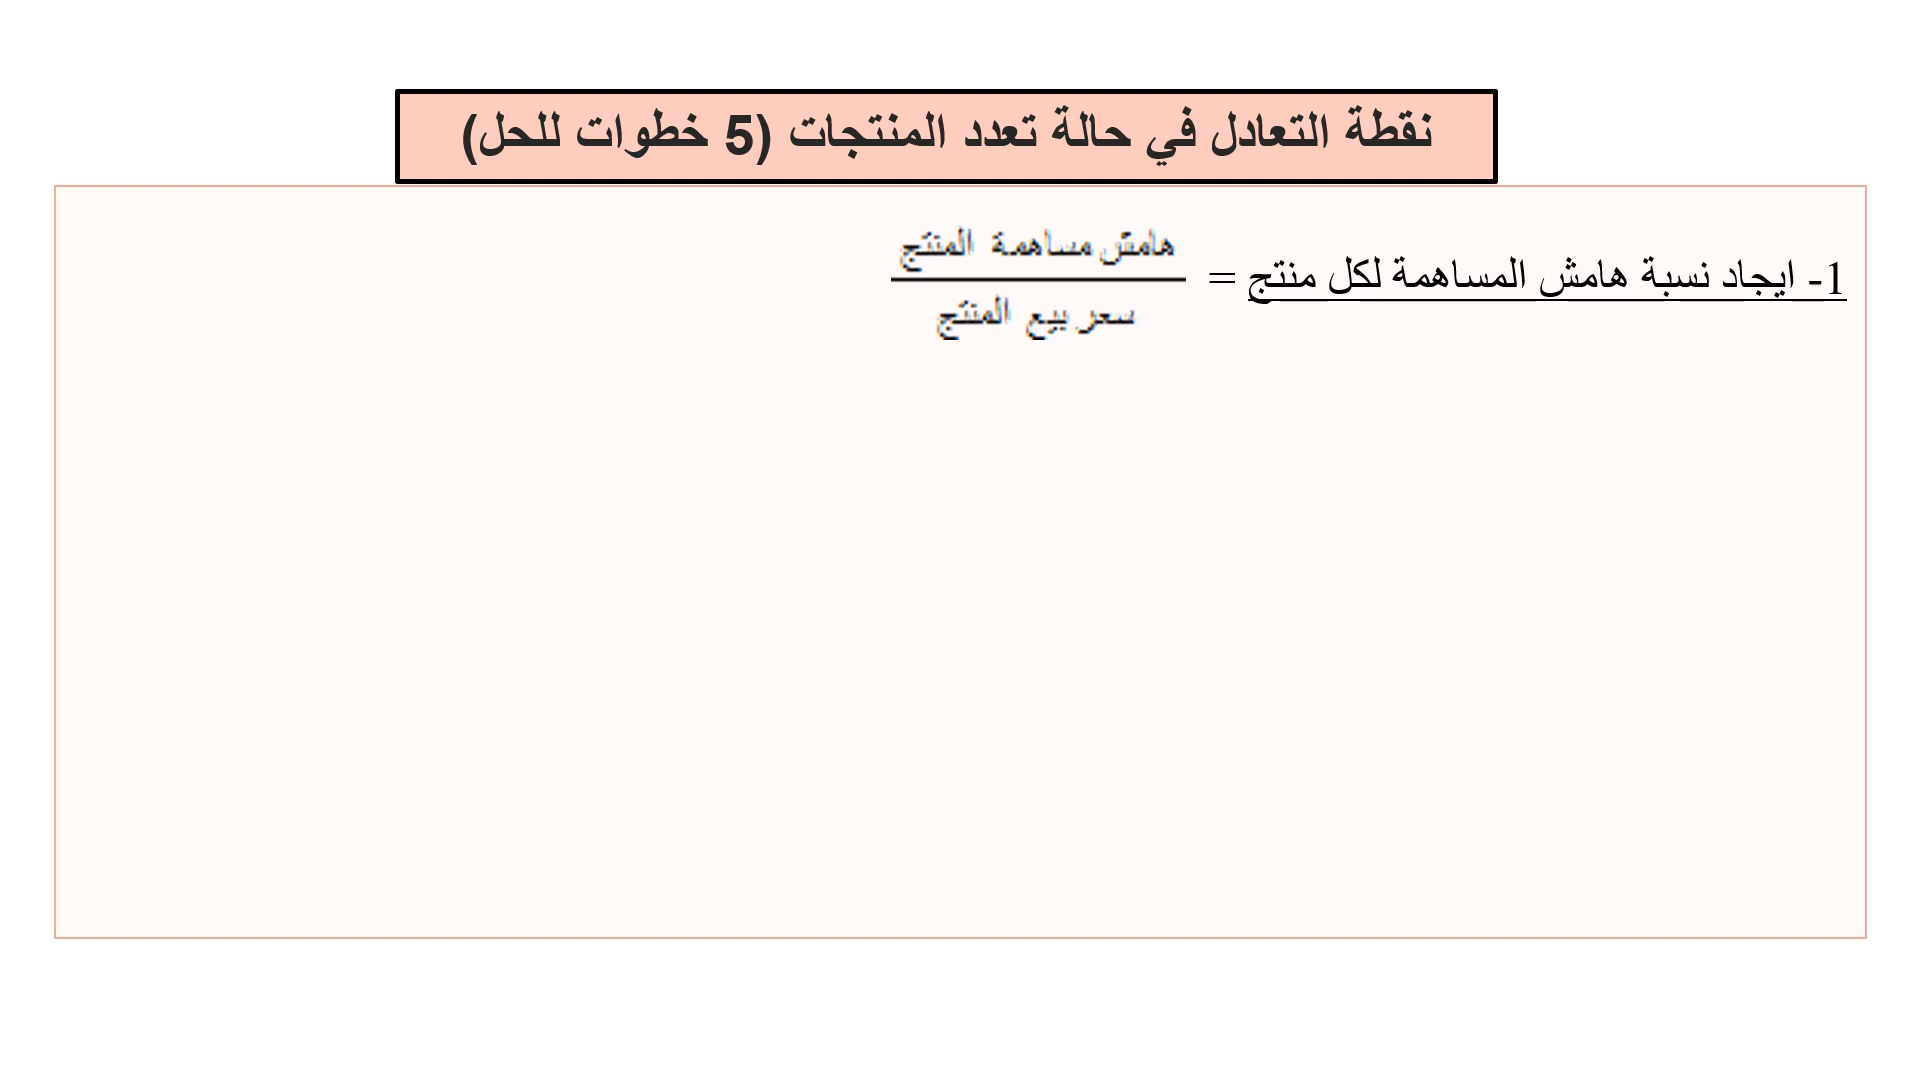 نقطة التعادل في حالة تعدد المنتجات (5 خطوات للحل)
1- ايجاد نسبة هامش المساهمة لكل منتج =
هامش مساهمة المنتج
سعر بيع المنتج